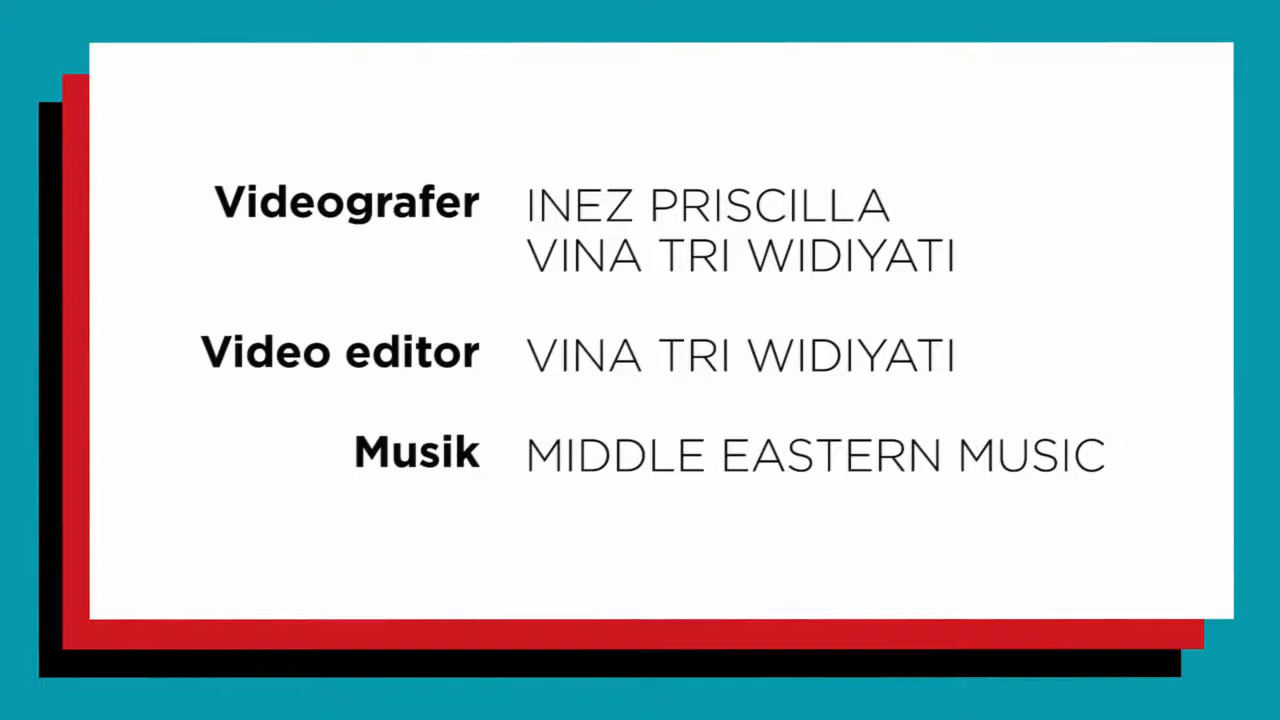 Videografer INEZ PRISCILLA
VINA TRI WIDIYATI
Video editor VINA TRI WIDIYATI
Musik MIDDLE EASTERN MUSIC